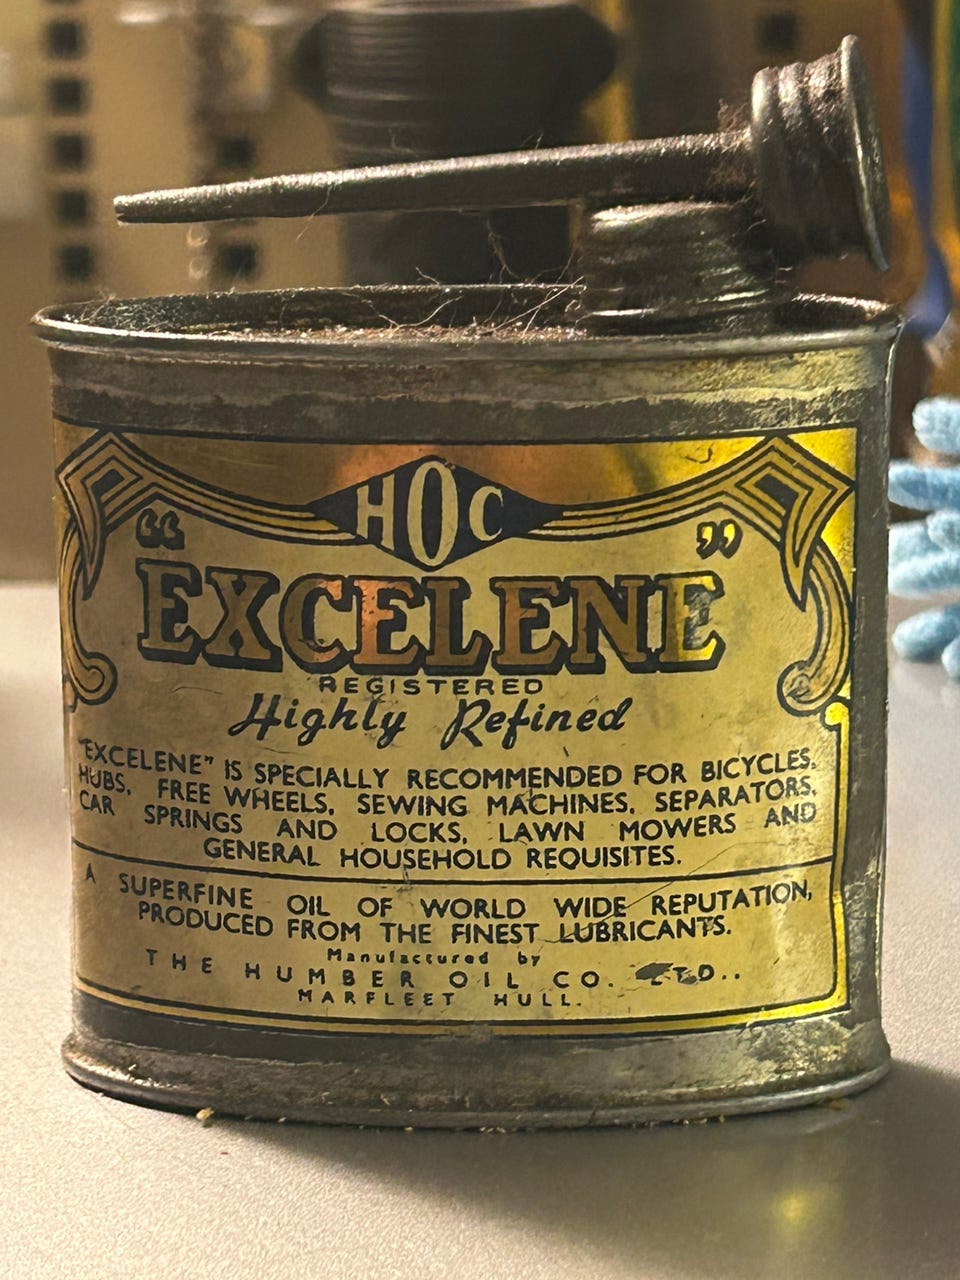 HOC
“EXCELENE”
REGISTERED
Highly Refined
"EXCELENE" IS SPECIALLY RECOMMENDED FOR BICYCLES,
HUBS, FREE WHEELS, SEWING MACHINES, SEPARATORS,
CAR SPRINGS AND LOCKS, LAWN MOWERS AND
GENERAL HOUSEHOLD REQUISITES.
A SUPERFINE OIL OF WORLD WIDE REPUTATION,
PRODUCED FROM THE FINEST LUBRICANTS.
Manufactured by
THE HUMBER OIL CO. LTD..
MARFLEET HULL.